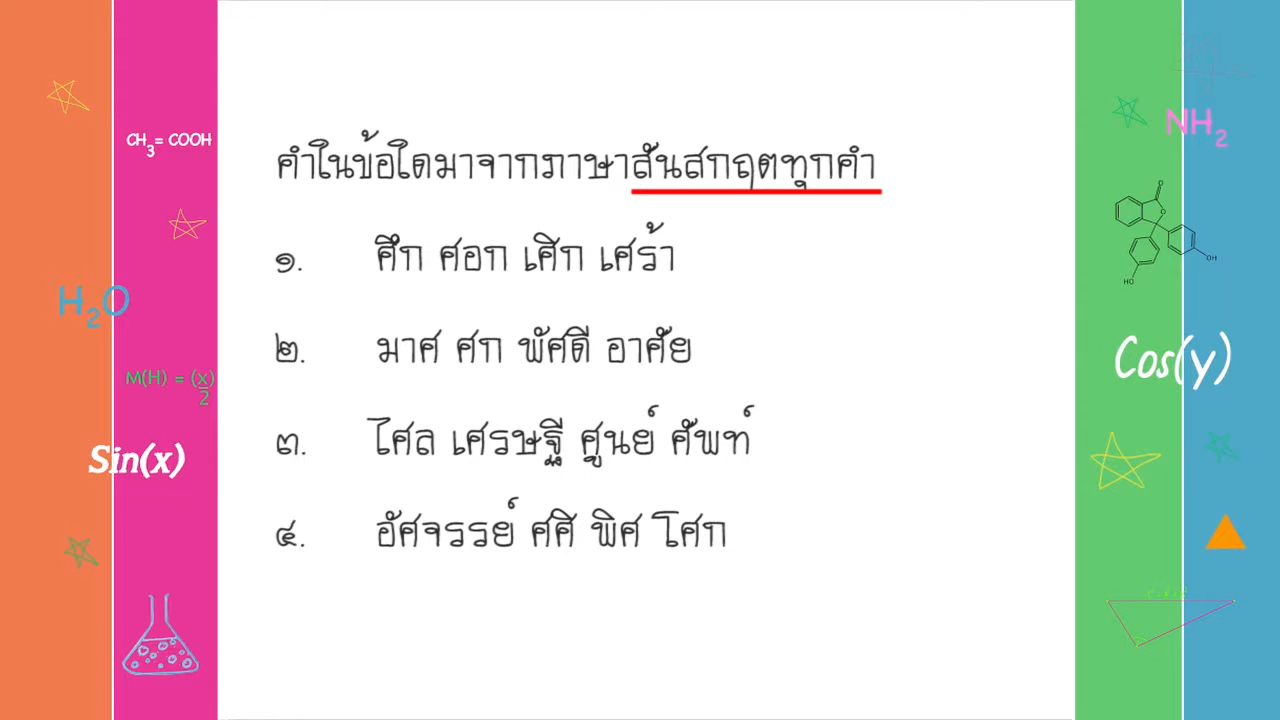 คำในข้อใดมาจากภาษาสันสกฤตทุกคำ
๑. ศึก ศอก เศิก เศร้า
๒. มาศ ศก พัศดี อาศัย
๓. ไศล เศรษฐี ศูนย์ ศัพท์
๔. อัศจรรย์ ศศิ พิศ โศก
CH3= COOH
H2O
M(H) = (x)/2
Sin(x)
NH2
O
O
HO
OH
Cos(y)